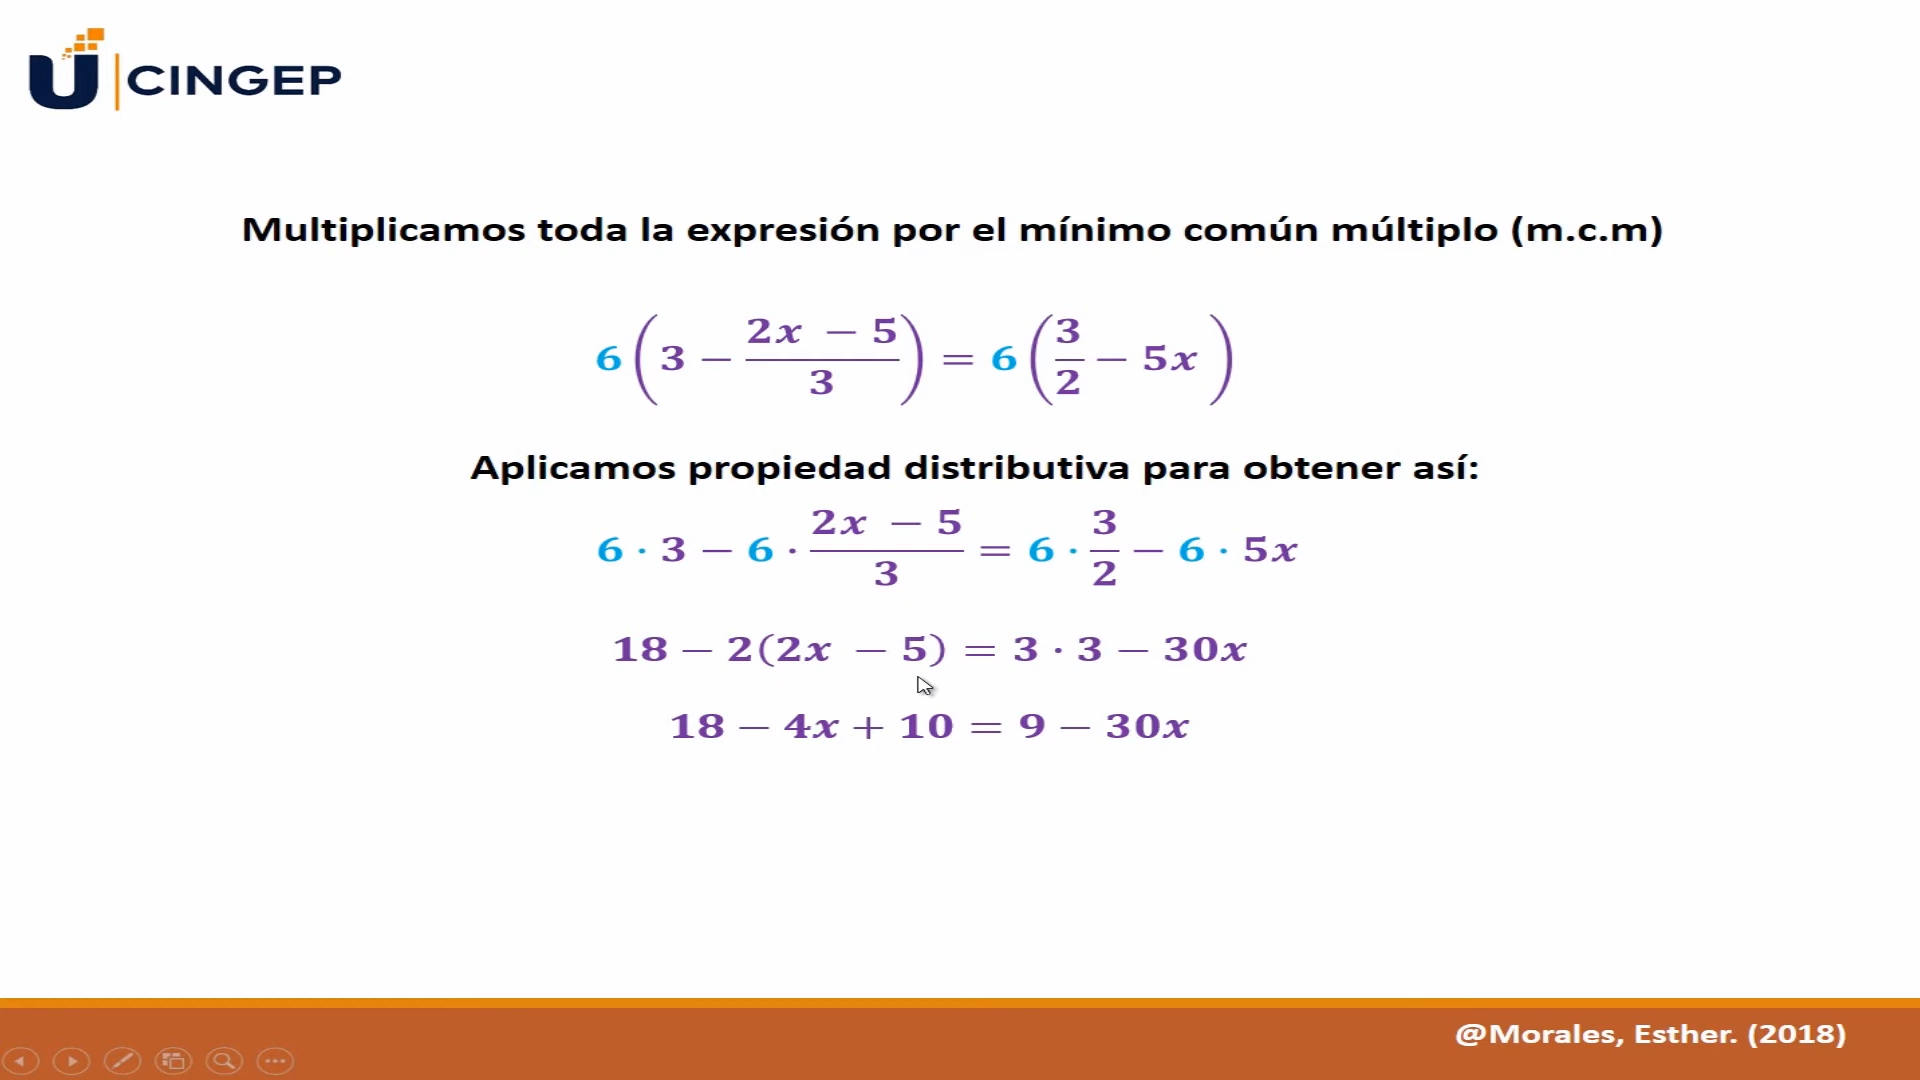 U CINGEP
Multiplicamos toda la expresión por el mínimo común múltiplo (m.c.m)
6(3 − (2x − 5)/3) = 6(3/2 − 5x)
Aplicamos propiedad distributiva para obtener así:
6 · 3 − 6 · (2x − 5)/3 = 6 · 3/2 − 6 · 5x
18 − 2(2x − 5) = 3 · 3 − 30x
18 − 4x + 10 = 9 − 30x
@Morales, Esther. (2018)